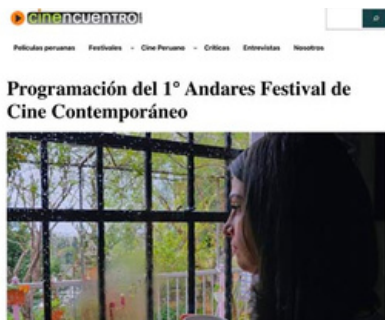 cinencuentro
Películas peruanas Festivales Cine Peruano Críticas Entrevistas Nosotros
Programación del 1° Andares Festival de
Cine Contemporáneo